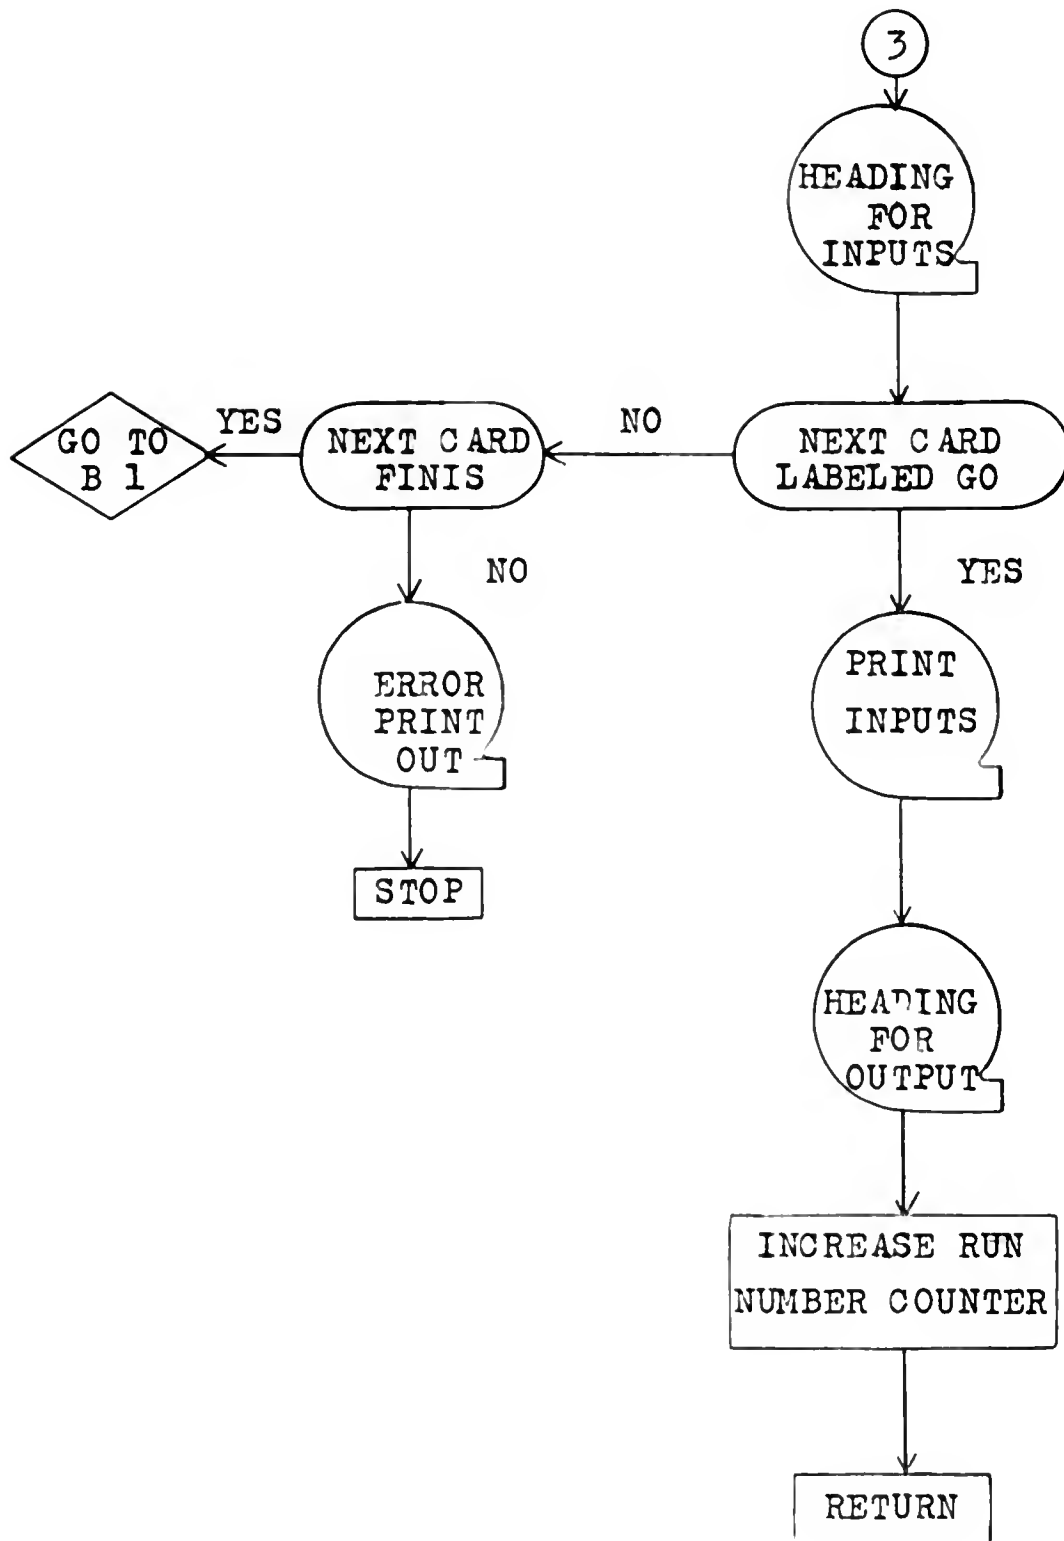 3
HEADING
FOR
INPUTS
GO TO
B 1
YES
NEXT CARD
FINIS
NO
NEXT CARD
LABELED GO
NO
YES
ERROR
PRINT
OUT
PRINT
INPUTS
STOP
HEADING
FOR
OUTPUT
INCREASE RUN
NUMBER COUNTER
RETURN